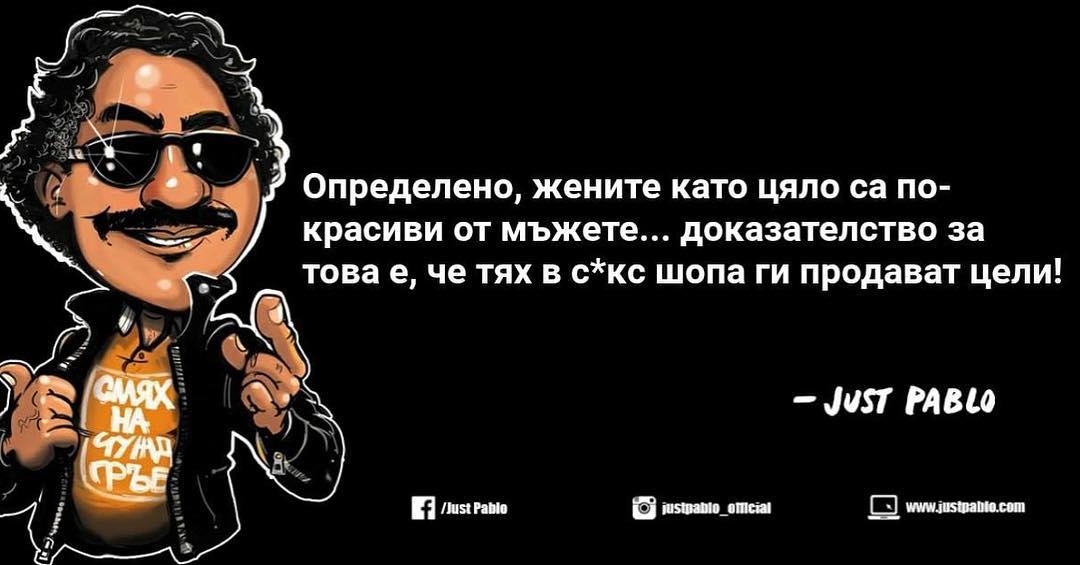 Определено, жените като цяло са по-
красиви от мъжете... доказателство за
това е, че тях в с*кс шопа ги продават цели!
– JUST PABLO
СМЯХ
НА
ЧУЖД
ГРЪБ
/Just Pablo
justpablo_official
www.justpablo.com